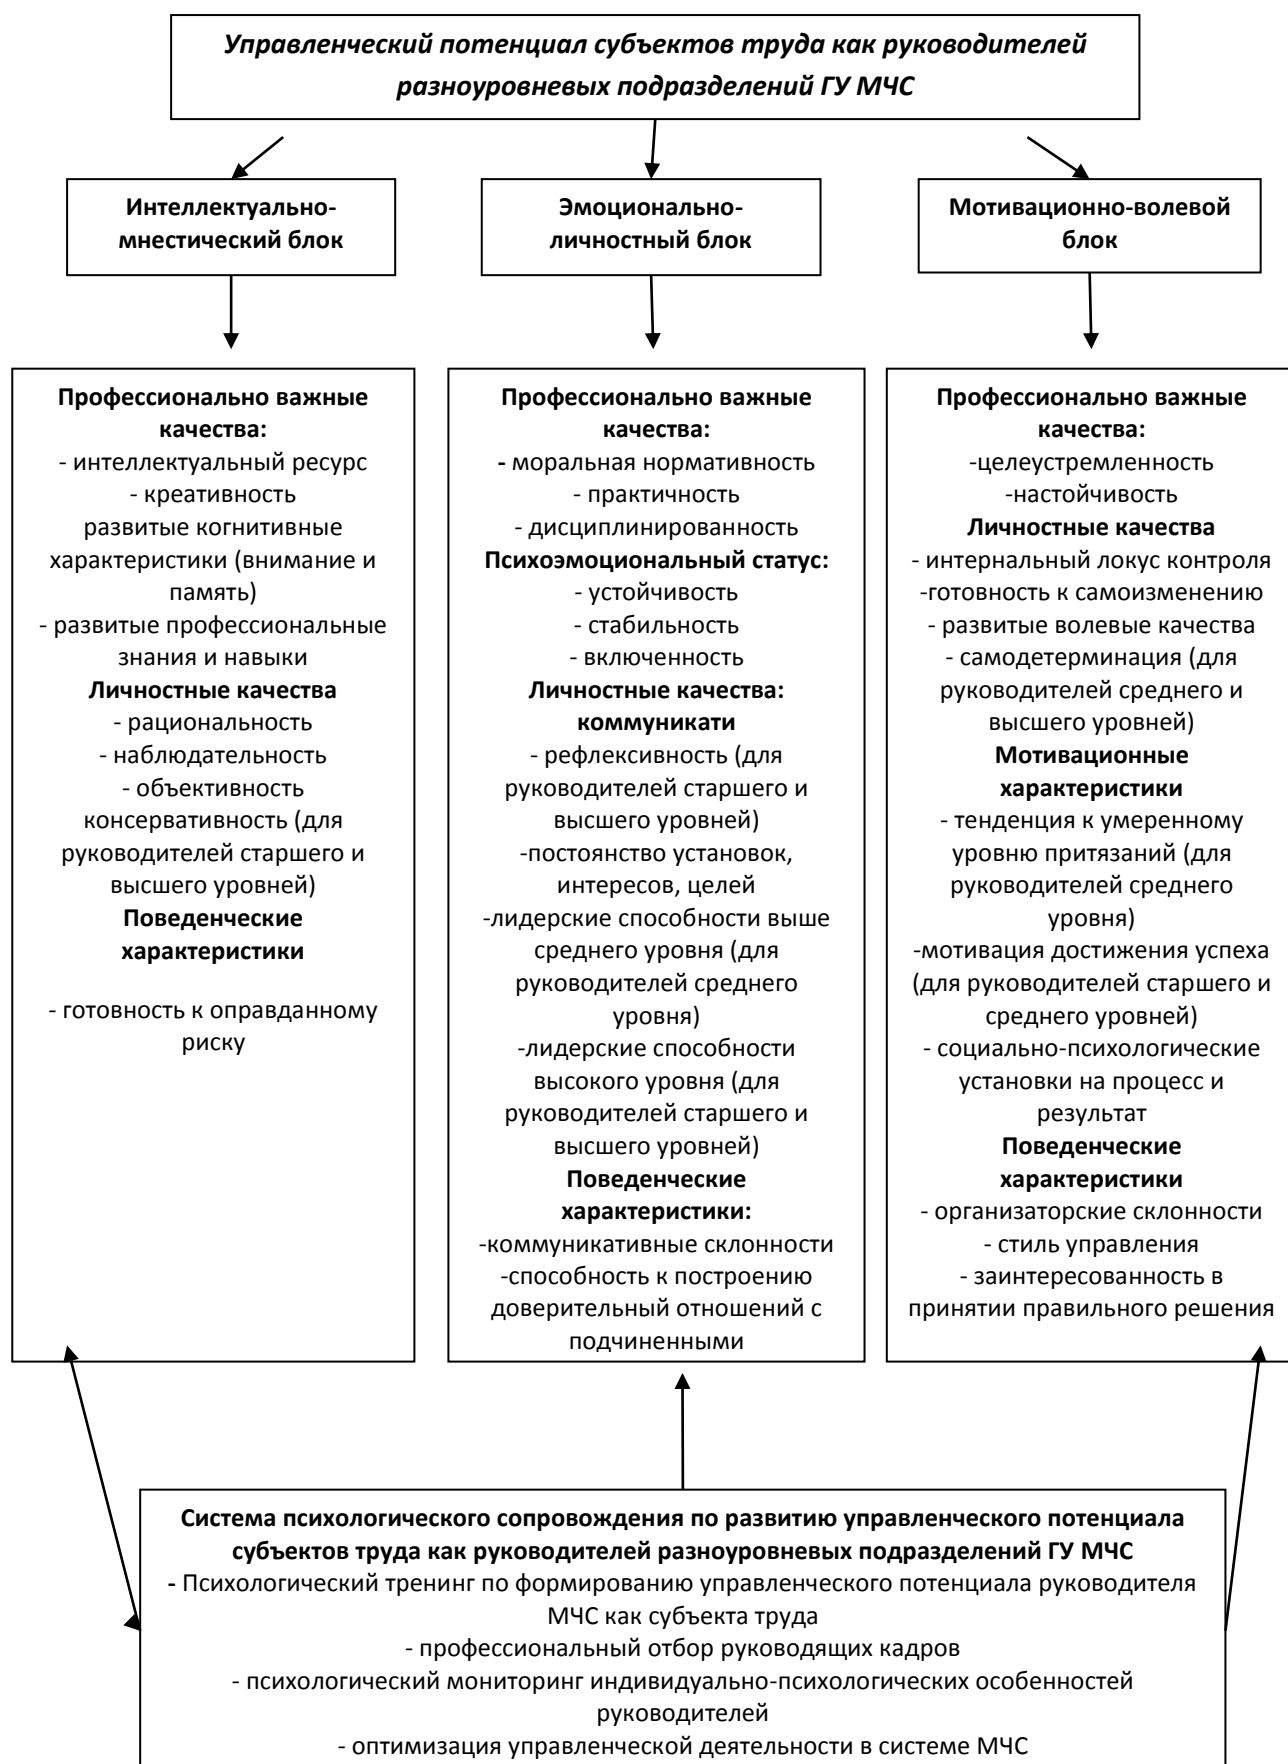 Управленческий потенциал субъектов труда как руководителей
разноуровневых подразделений ГУ МЧС
Интеллектуально-
мнестический блок
Эмоционально-
личностный блок
Мотивационно-волевой
блок
Профессионально важные
качества:
- интеллектуальный ресурс
- креативность
развитые когнитивные
характеристики (внимание и
память)
- развитые профессиональные
знания и навыки
Личностные качества
- рациональность
- наблюдательность
- объективность
консервативность (для
руководителей старшего и
высшего уровней)
Поведенческие
характеристики
- готовность к оправданному
риску
Профессионально важные
качества:
- моральная нормативность
- практичность
- дисциплинированность
Психоэмоциональный статус:
- устойчивость
- стабильность
- включенность
Личностные качества:
коммуникати
- рефлексивность (для
руководителей старшего и
высшего уровней)
-постоянство установок,
интересов, целей
-лидерские способности выше
среднего уровня (для
руководителей среднего
уровня)
-лидерские способности
высокого уровня (для
руководителей старшего и
высшего уровней)
Поведенческие
характеристики:
-коммуникативные склонности
-способность к построению
доверительный отношений с
подчиненными
Профессионально важные
качества:
-целеустремленность
-настойчивость
Личностные качества
- интернальный локус контроля
-готовность к самоизменению
- развитые волевые качества
- самодетерминация (для
руководителей среднего и
высшего уровней)
Мотивационные
характеристики
- тенденция к умеренному
уровню притязаний (для
руководителей среднего
уровня)
-мотивация достижения успеха
(для руководителей старшего и
среднего уровней)
- социально-психологические
установки на процесс и
результат
Поведенческие
характеристики
- организаторские склонности
- стиль управления
- заинтересованность в
принятии правильного решения
Система психологического сопровождения по развитию управленческого потенциала
субъектов труда как руководителей разноуровневых подразделений ГУ МЧС
- Психологический тренинг по формированию управленческого потенциала руководителя
МЧС как субъекта труда
- профессиональный отбор руководящих кадров
- психологический мониторинг индивидуально-психологических особенностей
руководителей
- оптимизация управленческой деятельности в системе МЧС